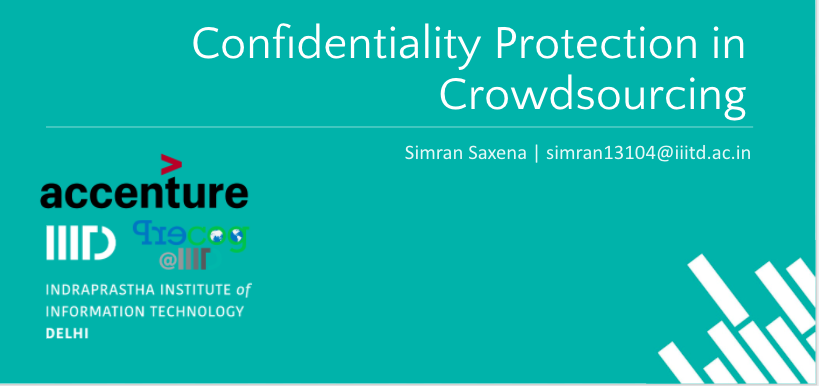 Confidentiality Protection in
Crowdsourcing
Simran Saxena | simran13104@iiitd.ac.in
>
accenture
IIITD
Precog
@IIIT
INDRAPRASTHA INSTITUTE of
INFORMATION TECHNOLOGY
DELHI